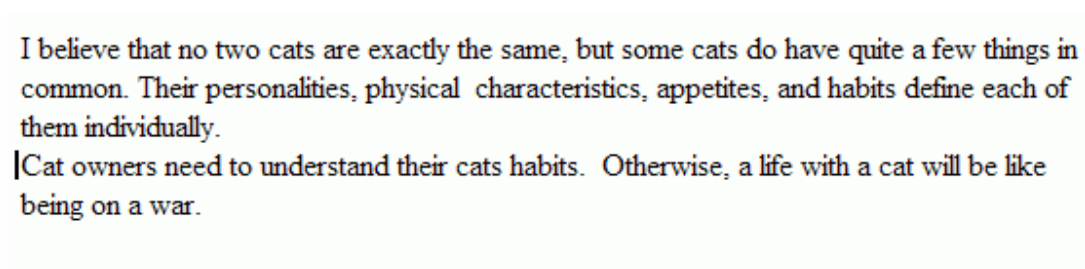 I believe that no two cats are exactly the same, but some cats do have quite a few things in
common. Their personalities, physical  characteristics, appetites, and habits define each of
them individually.
Cat owners need to understand their cats habits.  Otherwise, a life with a cat will be like
being on a war.